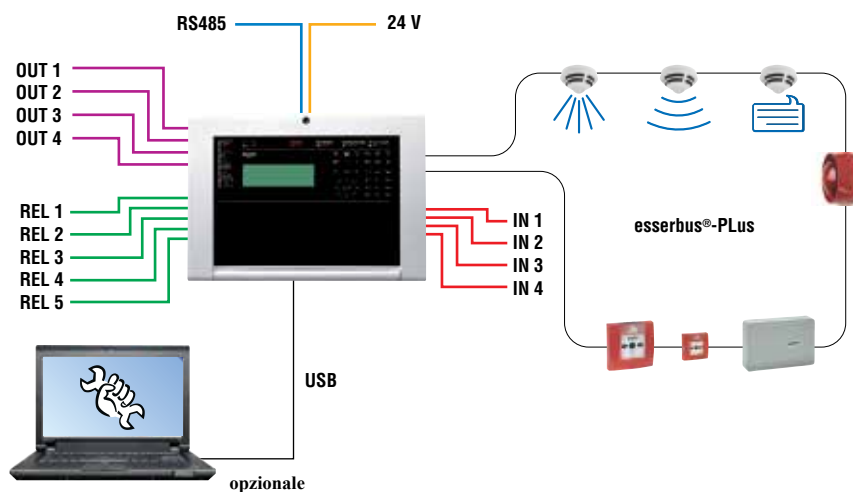 RS485
24 V
OUT 1
OUT 2
OUT 3
OUT 4
REL 1
REL 2
REL 3
REL 4
REL 5
IN 1
IN 2
IN 3
IN 4
esserbus®-PLus
USB
opzionale